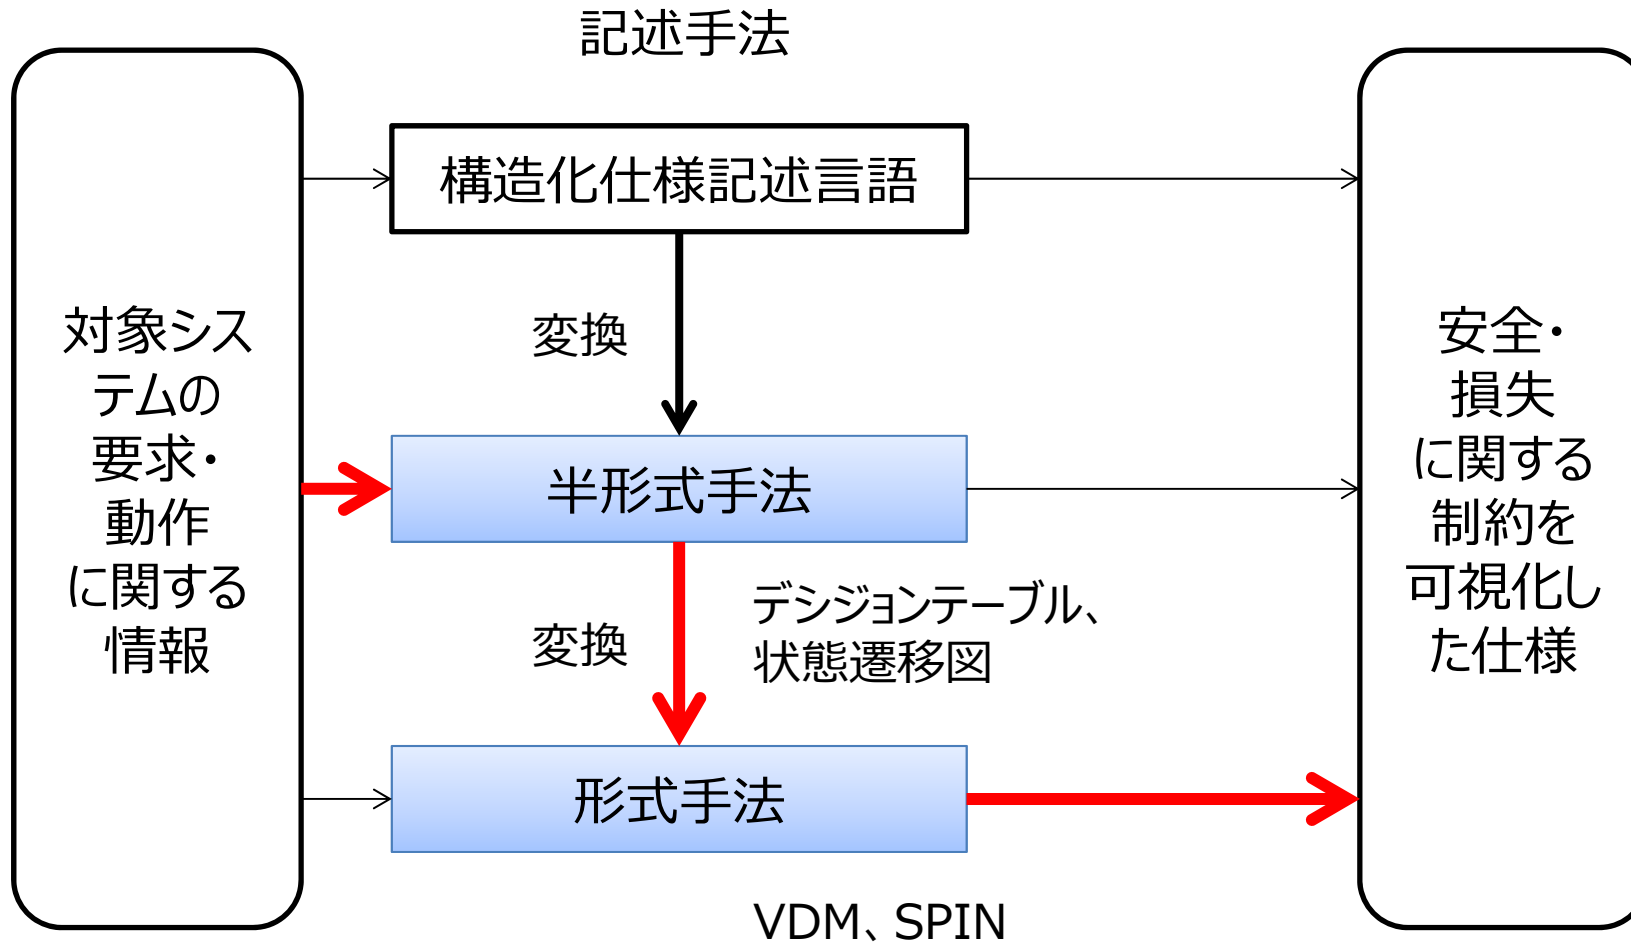 記述手法
対象シス
テムの
要求・
動作
に関する
情報
構造化仕様記述言語
変換
半形式手法
変換
デシジョンテーブル、
状態遷移図
形式手法
VDM、SPIN
安全・
損失
に関する
制約を
可視化し
た仕様